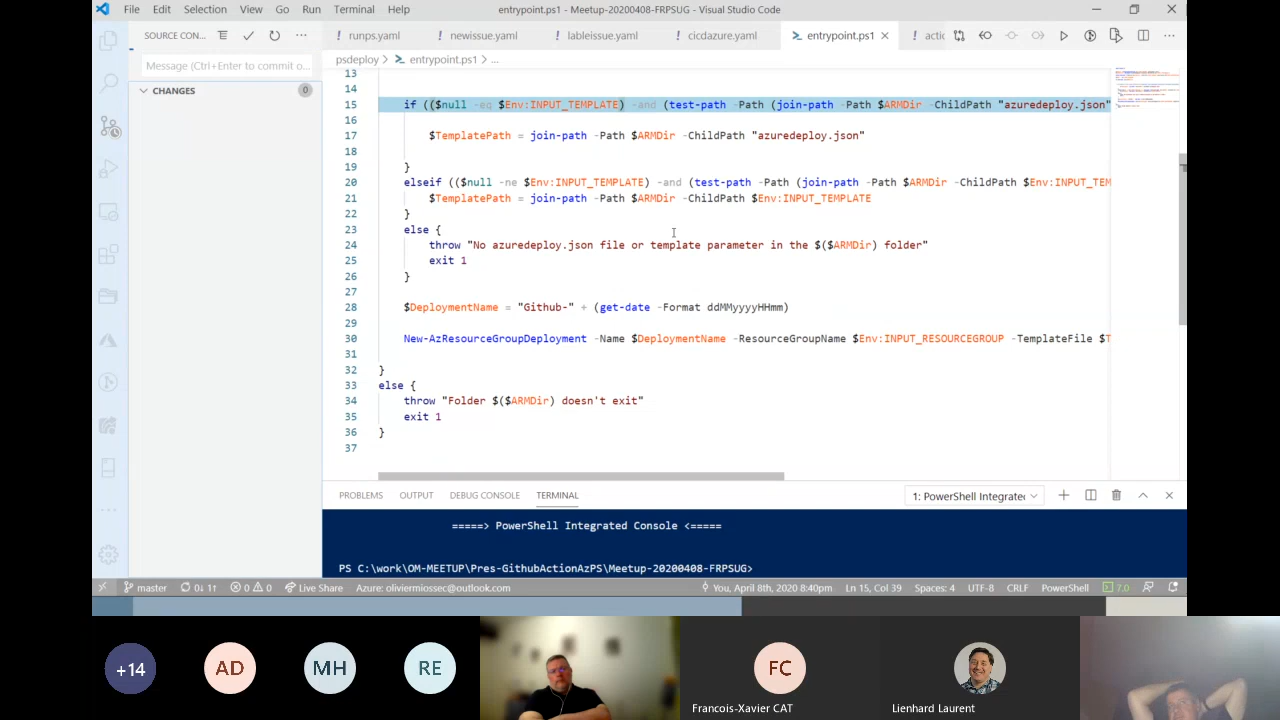 File Edit Selection View Go Run Terminal Help
entrypoint.ps1 - Meetup-20200408-FRPSUG - Visual Studio Code
SOURCE CON...
runps.yaml newissue.yaml lableissue.yaml cicdazure.yaml entrypoint.ps1 actic
psdeploy > entrypoint.ps1 > ...
Message (Ctrl+Enter to commit o...
CHANGES 0
13
if (($null -eq $env:INPUT_TEMPLATE) -and (test-path -Path (join-path -Path $ARMDir -ChildPath "azuredeploy.json"
16
17 $TemplatePath = join-path -Path $ARMDir -ChildPath "azuredeploy.json"
18
19 }
20 elseif (($null -ne $Env:INPUT_TEMPLATE) -and (test-path -Path (join-path -Path $ARMDir -ChildPath $Env:INPUT_TEM
21 $TemplatePath = join-path -Path $ARMDir -ChildPath $Env:INPUT_TEMPLATE
22 }
23 else {
24 throw "No azuredeploy.json file or template parameter in the $($ARMDir) folder"
25 exit 1
26 }
27
28 $DeploymentName = "Github-" + (get-date -Format ddMMyyyyHHmm)
29
30 New-AzResourceGroupDeployment -Name $DeploymentName -ResourceGroupName $Env:INPUT_RESOURCEGROUP -TemplateFile $T
31
32 }
33 else {
34 throw "Folder $($ARMDir) doesn't exit"
35 exit 1
36 }
37
PROBLEMS OUTPUT DEBUG CONSOLE TERMINAL
1: PowerShell Integrate
=====> PowerShell Integrated Console <=====
PS C:\work\OM-MEETUP\Pres-GithubActionAzPS\Meetup-20200408-FRPSUG>
master 0↓ 1↑ 0 0 Live Share Azure: oliviermiossec@outlook.com
You, April 8th, 2020 8:40pm Ln 15, Col 39 Spaces: 4 UTF-8 CRLF PowerShell 7.0
+14
AD
MH
RE
FC
Francois-Xavier CAT
Lienhard Laurent